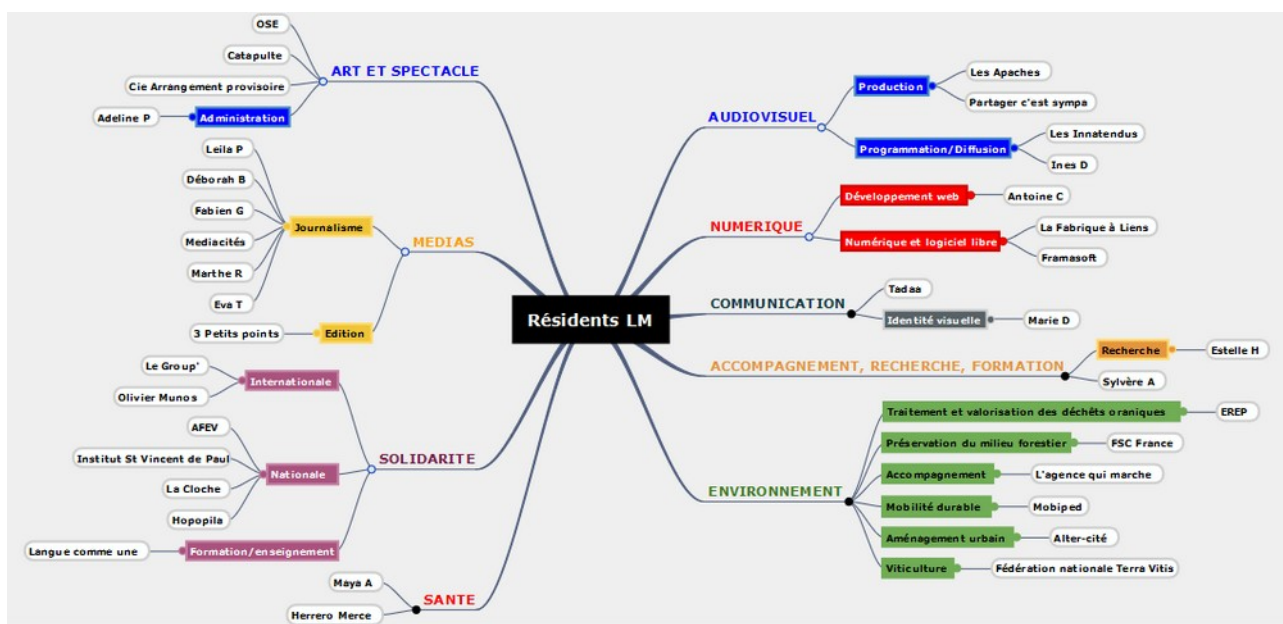 Résidents LM
ART ET SPECTACLE
OSE
Catapulte
Cie Arrangement provisoire
Administration
Adeline P
MEDIAS
Journalisme
Leila P
Déborah B
Fabien G
Mediacités
Marthe R
Eva T
Edition
3 Petits points
SOLIDARITE
Internationale
Le Group'
Olivier Munos
Nationale
AFEV
Institut St Vincent de Paul
La Cloche
Hopopila
Formation/enseignement
Langue comme une
SANTE
Maya A
Herrero Merce
AUDIOVISUEL
Production
Les Apaches
Partager c'est sympa
Programmation/Diffusion
Les Innatendus
Ines D
NUMERIQUE
Développement web
Antoine C
Numérique et logiciel libre
La Fabrique à Liens
Framasoft
COMMUNICATION
Tadaa
Identité visuelle
Marie D
ACCOMPAGNEMENT, RECHERCHE, FORMATION
Recherche
Estelle H
Sylvère A
ENVIRONNEMENT
Traitement et valorisation des déchêts oraniques
EREP
Préservation du milieu forestier
FSC France
Accompagnement
L'agence qui marche
Mobilité durable
Mobiped
Aménagement urbain
Alter-cité
Viticulture
Fédération nationale Terra Vitis